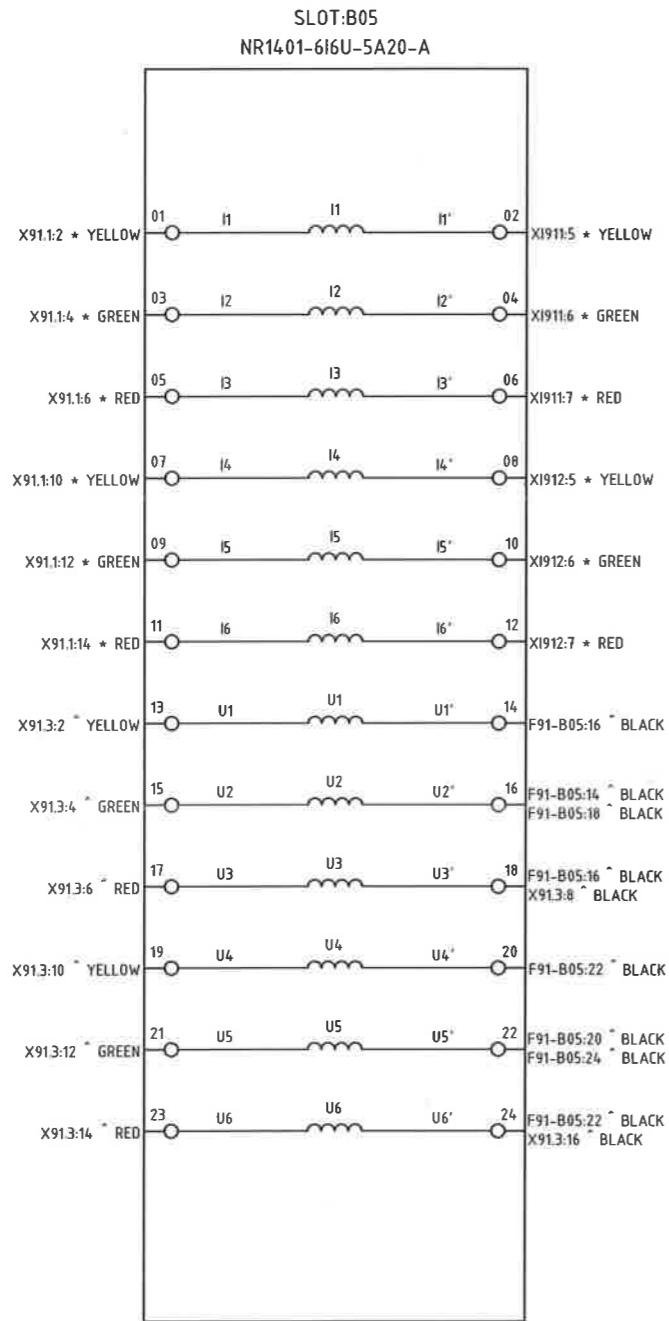 SLOT:B05
NR1401-6I6U-5A20-A
X91.1:2 * YELLOW 01 I1 I1 I1' 02 XI911:5 * YELLOW
X91.1:4 * GREEN 03 I2 I2 I2' 04 XI911:6 * GREEN
X91.1:6 * RED 05 I3 I3 I3' 06 XI911:7 * RED
X91.1:10 * YELLOW 07 I4 I4 I4' 08 XI912:5 * YELLOW
X91.1:12 * GREEN 09 I5 I5 I5' 10 XI912:6 * GREEN
X91.1:14 * RED 11 I6 I6 I6' 12 XI912:7 * RED
X91.3:2 ^ YELLOW 13 U1 U1 U1' 14 F91-B05:16 ^ BLACK
X91.3:4 ^ GREEN 15 U2 U2 U2' 16 F91-B05:14 ^ BLACK
F91-B05:18 ^ BLACK
X91.3:6 ^ RED 17 U3 U3 U3' 18 F91-B05:16 ^ BLACK
X91.3:8 ^ BLACK
X91.3:10 ^ YELLOW 19 U4 U4 U4' 20 F91-B05:22 ^ BLACK
X91.3:12 ^ GREEN 21 U5 U5 U5' 22 F91-B05:20 ^ BLACK
F91-B05:24 ^ BLACK
X91.3:14 ^ RED 23 U6 U6 U6' 24 F91-B05:22 ^ BLACK
X91.3:16 ^ BLACK